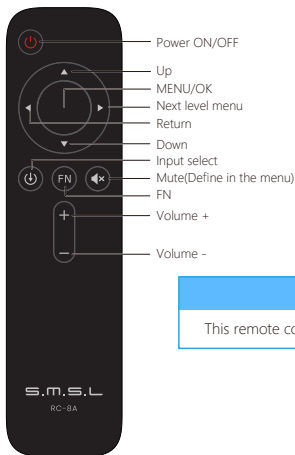 Power ON/OFF
Up
MENU/OK
Next level menu
Return
Down
Input select
Mute(Define in the menu)
FN
FN
Volume +
+
Volume -
−
This remote
S.M.S.L
RC-8A